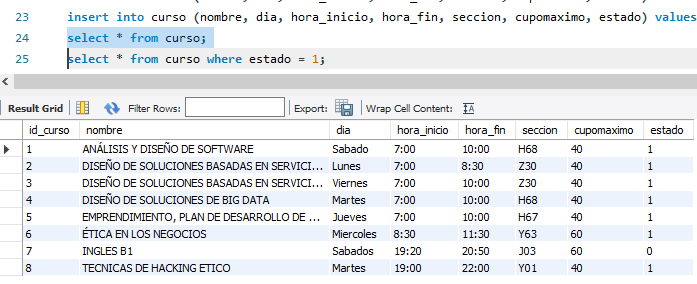 23 insert into curso (nombre, dia, hora_inicio, hora_fin, seccion, cupomaximo, estado) values
24 select * from curso;
25 select * from curso where estado = 1;
Result Grid Filter Rows: Export: Wrap Cell Content:
id_curso nombre dia hora_inicio hora_fin seccion cupomaximo estado
1 ANÁLISIS Y DISEÑO DE SOFTWARE Sabado 7:00 10:00 H68 40 1
2 DISEÑO DE SOLUCIONES BASADAS EN SERVICI... Lunes 7:00 8:30 Z30 40 1
3 DISEÑO DE SOLUCIONES BASADAS EN SERVICI... Viernes 7:00 10:00 Z30 40 1
4 DISEÑO DE SOLUCIONES DE BIG DATA Martes 7:00 10:00 H68 40 1
5 EMPRENDIMIENTO, PLAN DE DESARROLLO DE ... Jueves 7:00 10:00 H67 40 1
6 ÉTICA EN LOS NEGOCIOS Miercoles 8:30 11:30 Y63 60 1
7 INGLES B1 Sabados 19:20 20:50 J03 60 0
8 TECNICAS DE HACKING ETICO Martes 19:00 22:00 Y01 40 1